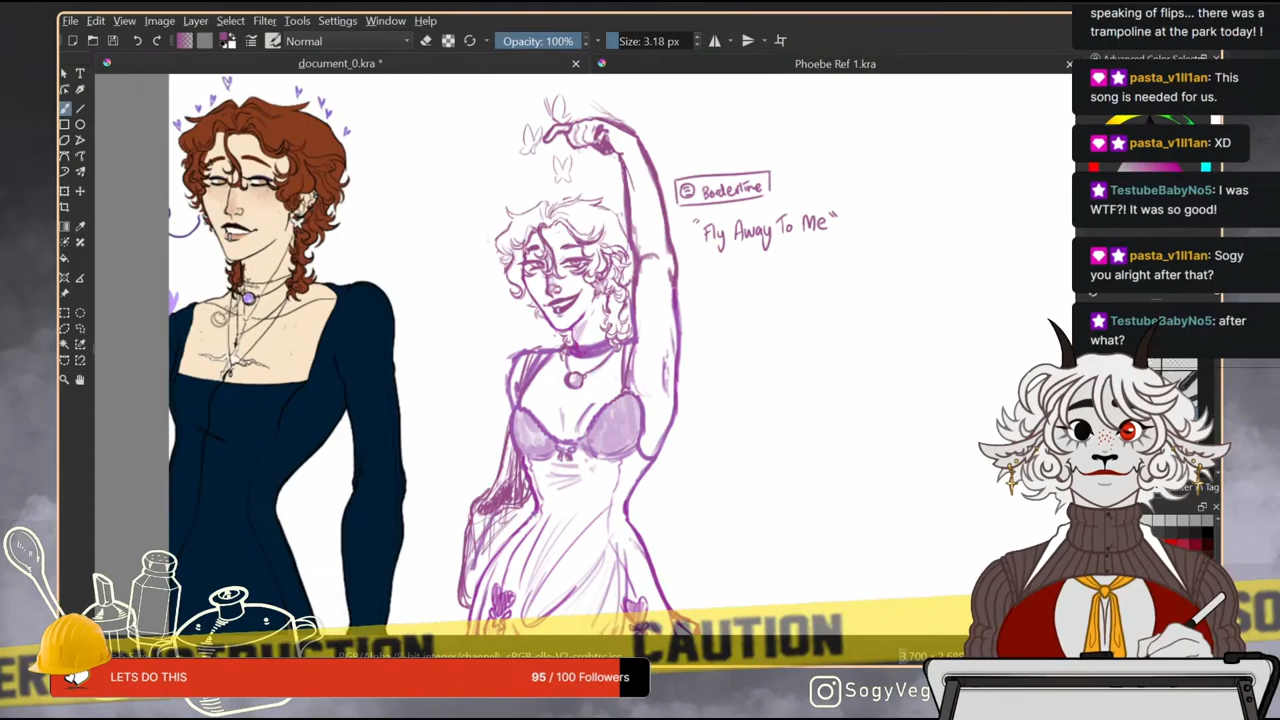 File Edit View Image Layer Select Filter Tools Settings Window Help
Normal
Opacity: 100%
Size: 3.18 px
document_0.kra *
Phoebe Ref 1.kra
Borderline
"Fly Away To Me"
speaking of flips... there was a
trampoline at the park today! !
pasta_v1ll1an: This
song is needed for us.
pasta_v1ll1an: XD
TestubeBabyNo5: I was
WTF?! It was so good!
pasta_v1ll1an: Sogy
you alright after that?
TestubeBabyNo5: after
what?
CAUTION
LETS DO THIS
95 / 100 Followers
SogyVeg